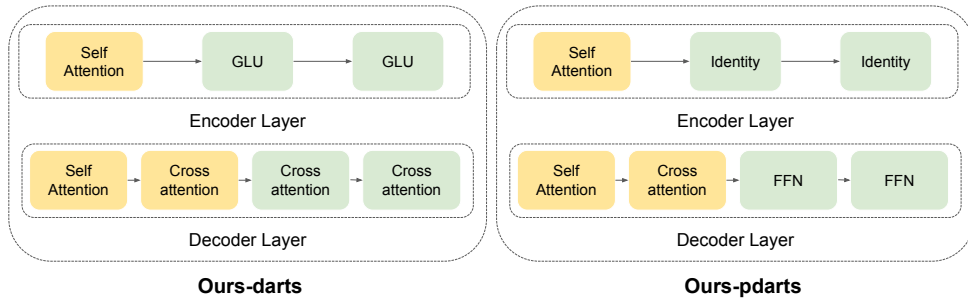 Self
Attention
GLU
GLU
Encoder Layer
Self
Attention
Cross
attention
Cross
attention
Cross
attention
Decoder Layer
Ours-darts
Self
Attention
Identity
Identity
Encoder Layer
Self
Attention
Cross
attention
FFN
FFN
Decoder Layer
Ours-pdarts